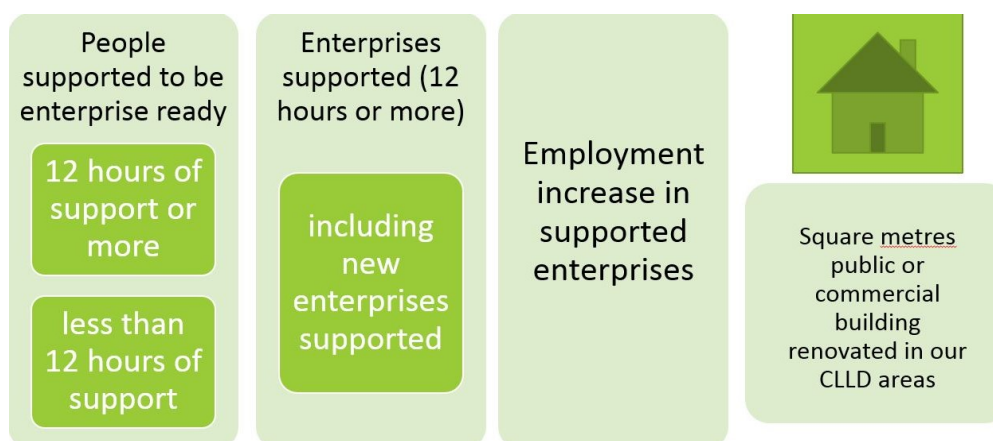 People
supported to be
enterprise ready
12 hours of
support or
more
less than
12 hours of
support
Enterprises
supported (12
hours or more)
including
new
enterprises
supported
Employment
increase in
supported
enterprises
Square metres
public or
commercial
building
renovated in our
CLLD areas